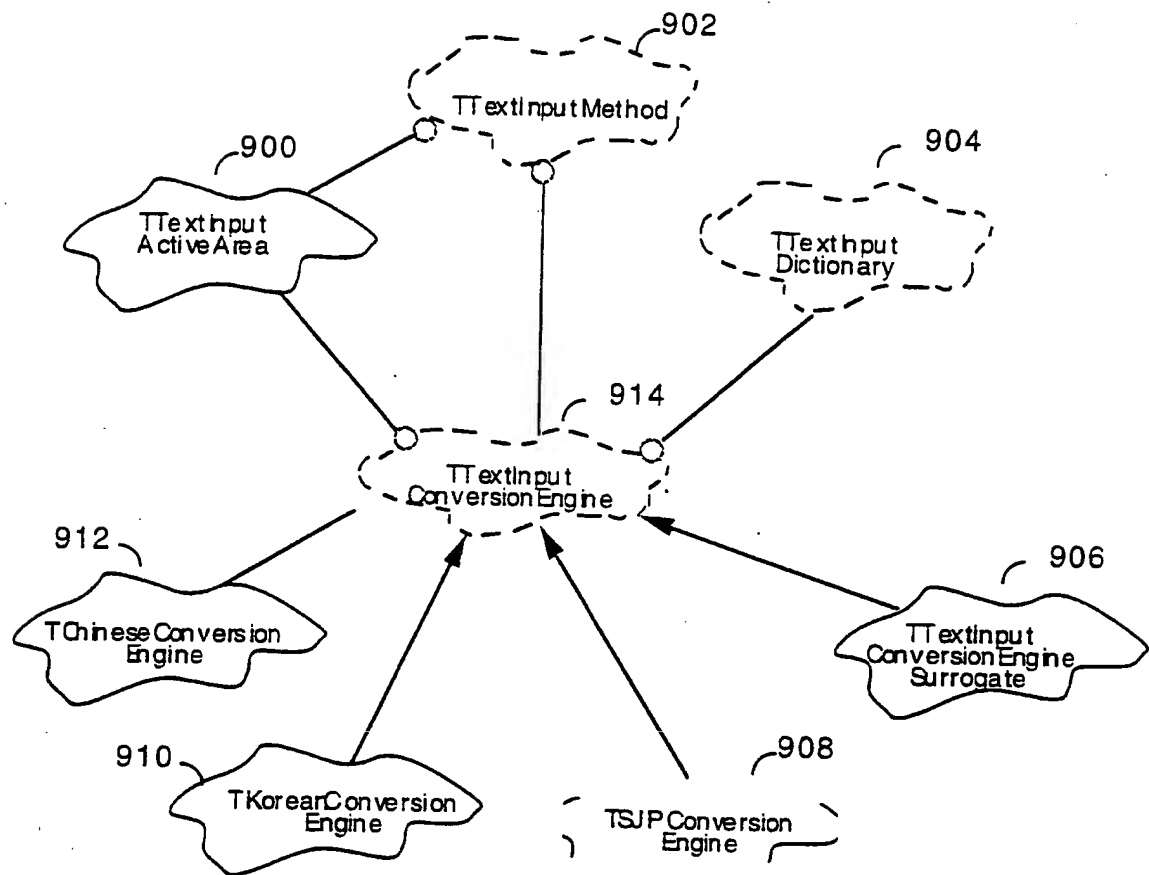 902
TTextInputMethod
900
904
TTextInput
ActiveArea
TTextInput
Dictionary
914
TTextInput
ConversionEngine
912
906
TChineseConversion
Engine
TTextInput
ConversionEngine
Surrogate
910
908
TKoreanConversion
Engine
TSJPConversion
Engine